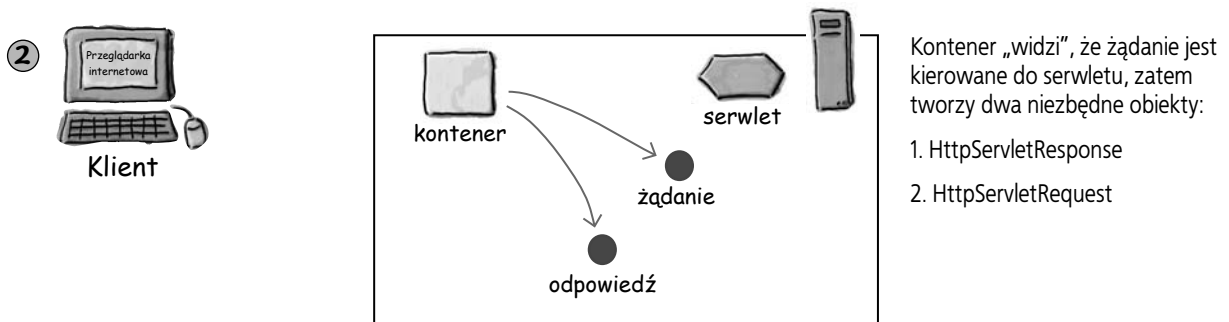 2
Przeglądarka
internetowa
Klient
kontener
serwlet
żądanie
odpowiedź
Kontener „widzi”, że żądanie jest
kierowane do serwletu, zatem
tworzy dwa niezbędne obiekty:
1. HttpServletResponse
2. HttpServletRequest